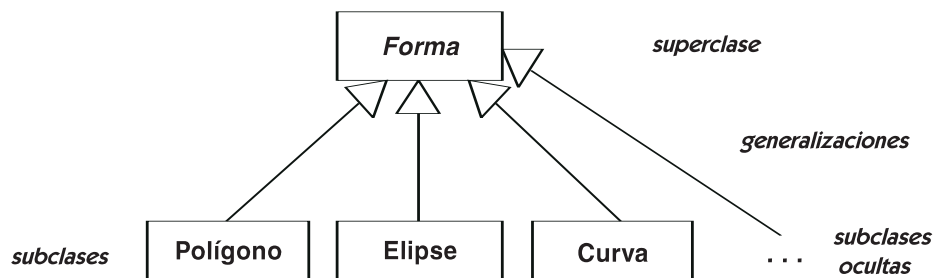 Forma
superclase
generalizaciones
subclases
Polígono
Elipse
Curva
. . .
subclases
ocultas